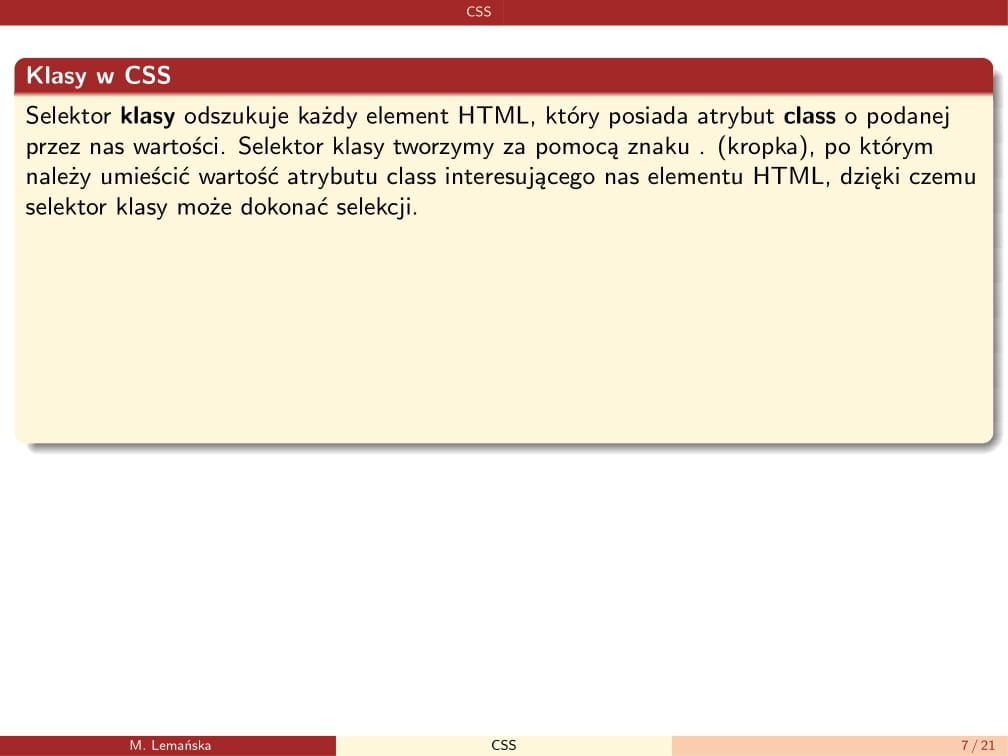 CSS
Klasy w CSS
Selektor klasy odszukuje każdy element HTML, który posiada atrybut class o podanej
przez nas wartości. Selektor klasy tworzymy za pomocą znaku . (kropka), po którym
należy umieścić wartość atrybutu class interesującego nas elementu HTML, dzięki czemu
selektor klasy może dokonać selekcji.
M. Lemańska
CSS
7 / 21